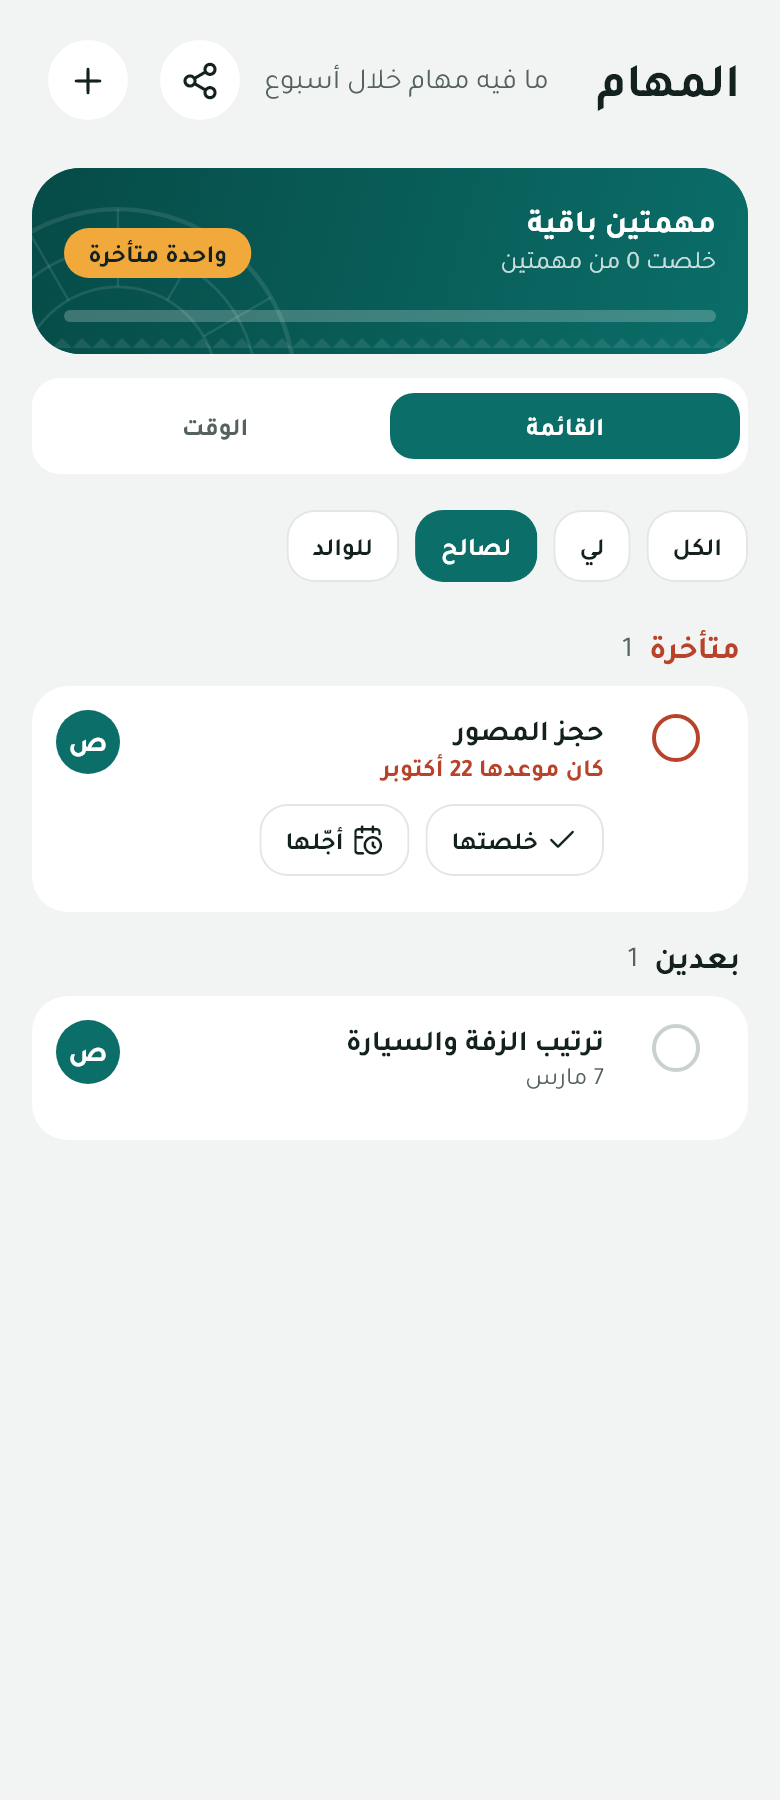 المهام
ما فيه مهام خلال أسبوع
مهمتين باقية
خلصت 0 من مهمتين
واحدة متأخرة
القائمة
الوقت
الكل
لي
لصالح
للوالد
متأخرة 1
حجز المصور
ص
كان موعدها 22 أكتوبر
خلصتها
أجّلها
بعدين 1
ترتيب الزفة والسيارة
ص
7 مارس